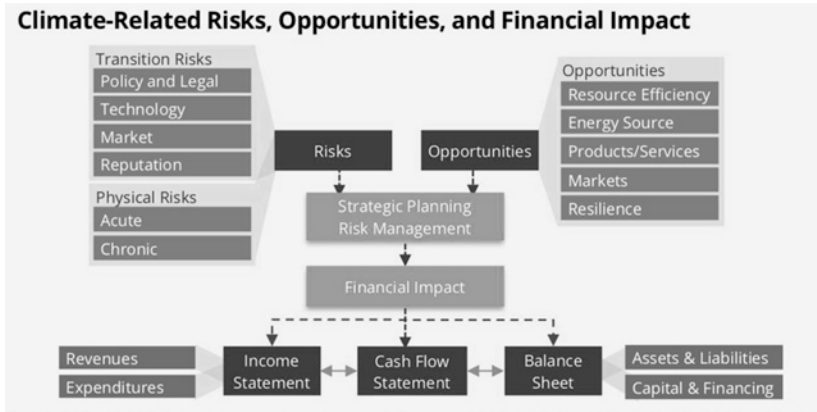 Climate-Related Risks, Opportunities, and Financial Impact
Transition Risks
Policy and Legal
Technology
Market
Reputation
Physical Risks
Acute
Chronic
Risks
Opportunities
Opportunities
Resource Efficiency
Energy Source
Products/Services
Markets
Resilience
Strategic Planning
Risk Management
Financial Impact
Revenues
Expenditures
Income
Statement
Cash Flow
Statement
Balance
Sheet
Assets & Liabilities
Capital & Financing